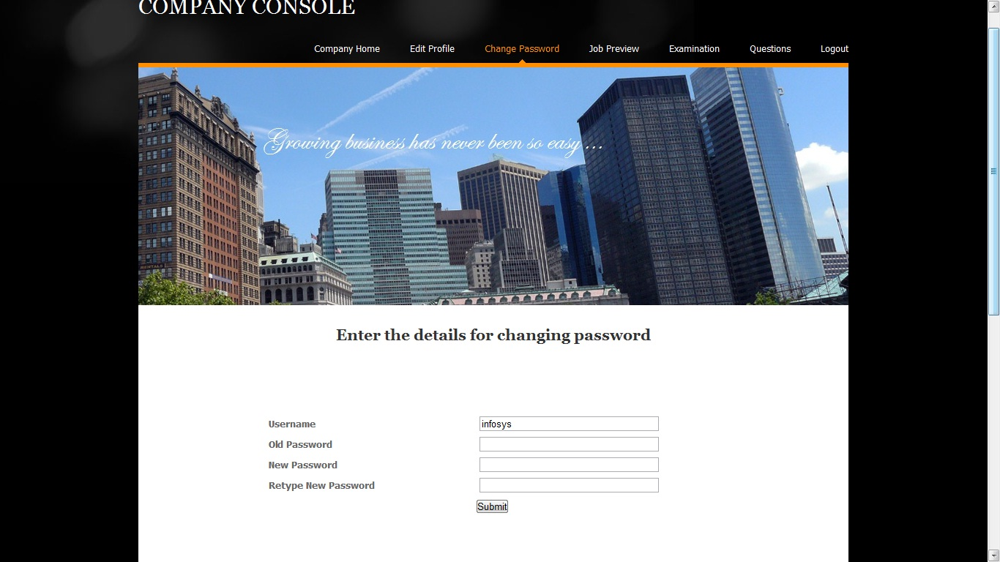 COMPANY CONSOLE
Company Home Edit Profile Change Password Job Preview Examination Questions Logout
Growing business has never been so easy ...
Enter the details for changing password
Username infosys
Old Password
New Password
Retype New Password
Submit